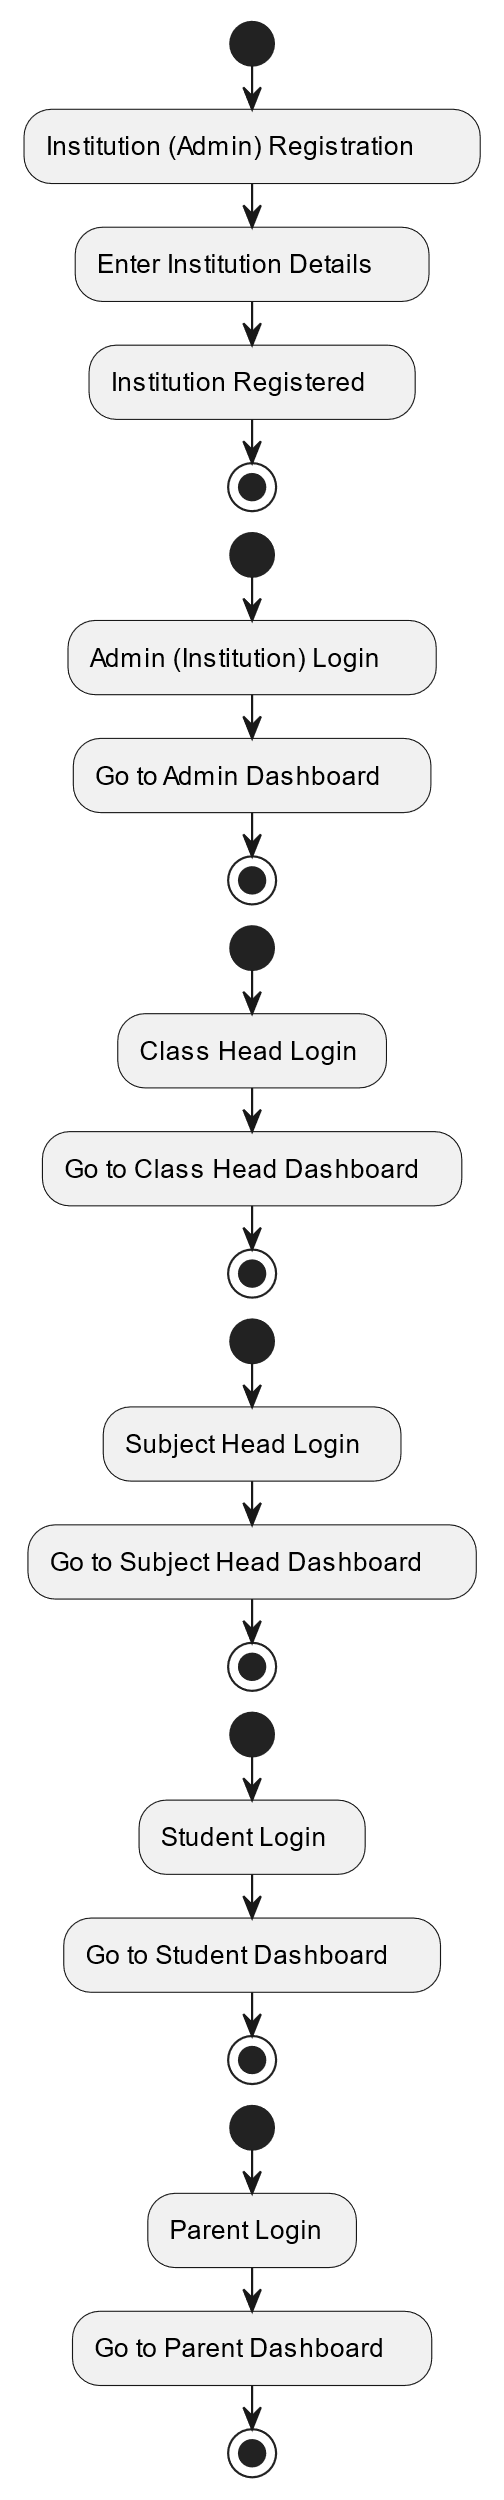 Institution (Admin) Registration
Enter Institution Details
Institution Registered
Admin (Institution) Login
Go to Admin Dashboard
Class Head Login
Go to Class Head Dashboard
Subject Head Login
Go to Subject Head Dashboard
Student Login
Go to Student Dashboard
Parent Login
Go to Parent Dashboard